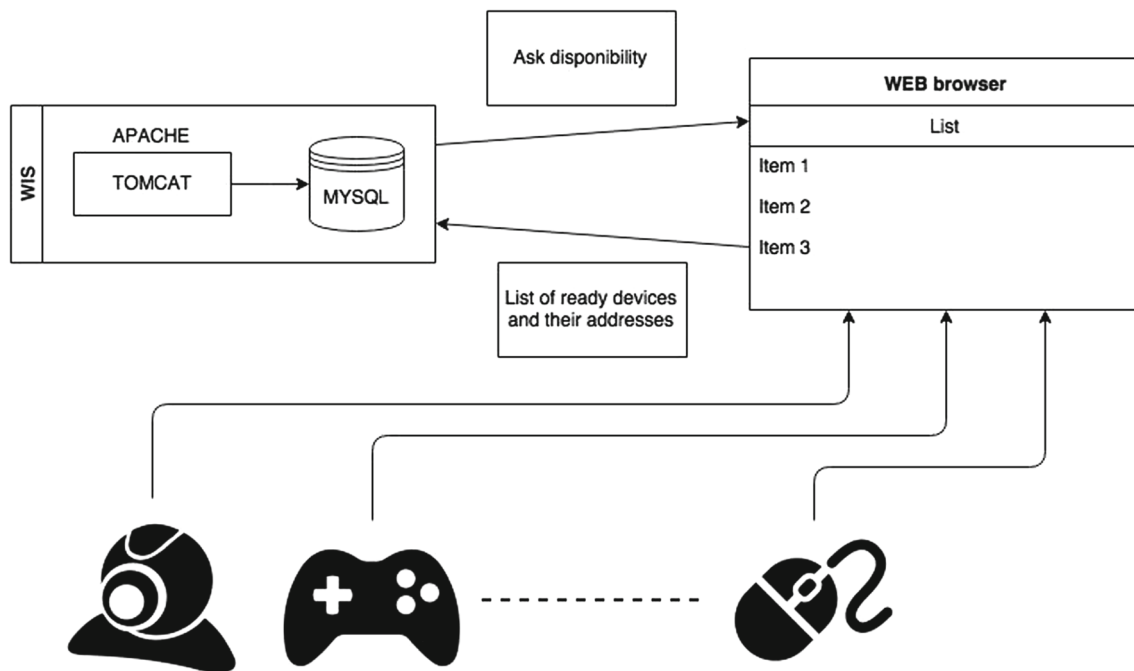 Ask disponibility
WEB browser
List
Item 1
Item 2
Item 3
WIS
APACHE
TOMCAT
MYSQL
List of ready devices
and their addresses